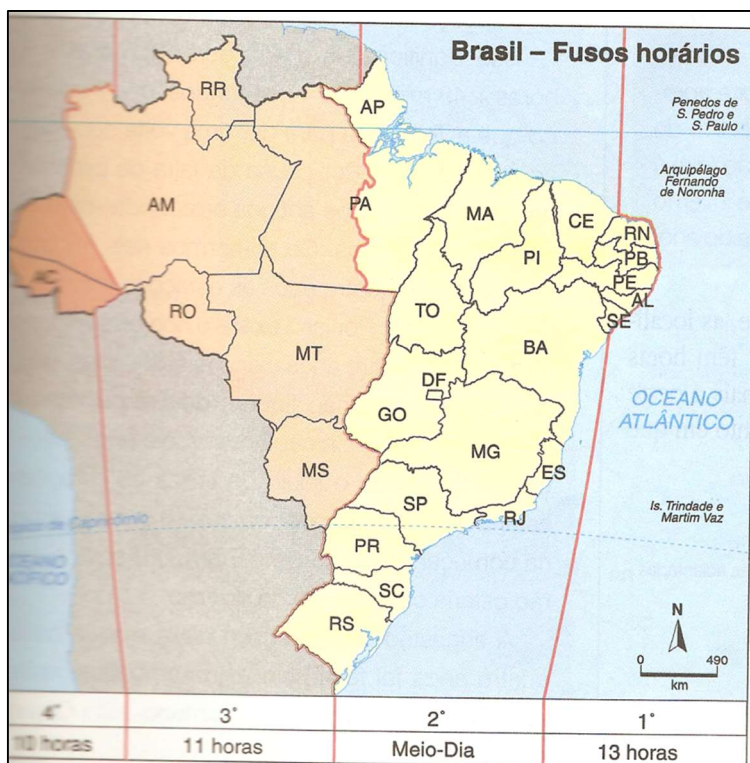 Brasil – Fusos horários
RR
AP
Penedos de
S. Pedro e
S. Paulo
Arquipélago
Fernando
de Noronha
AM
PA
MA
CE
RN
PB
PI
PE
AL
SE
AC
RO
TO
MT
BA
DF
GO
OCEANO
ATLÂNTICO
MS
MG
ES
SP
RJ
Is. Trindade e
Martim Vaz
PR
SC
RS
N
0 490
km
4° 3° 2° 1°
10 horas 11 horas Meio-Dia 13 horas